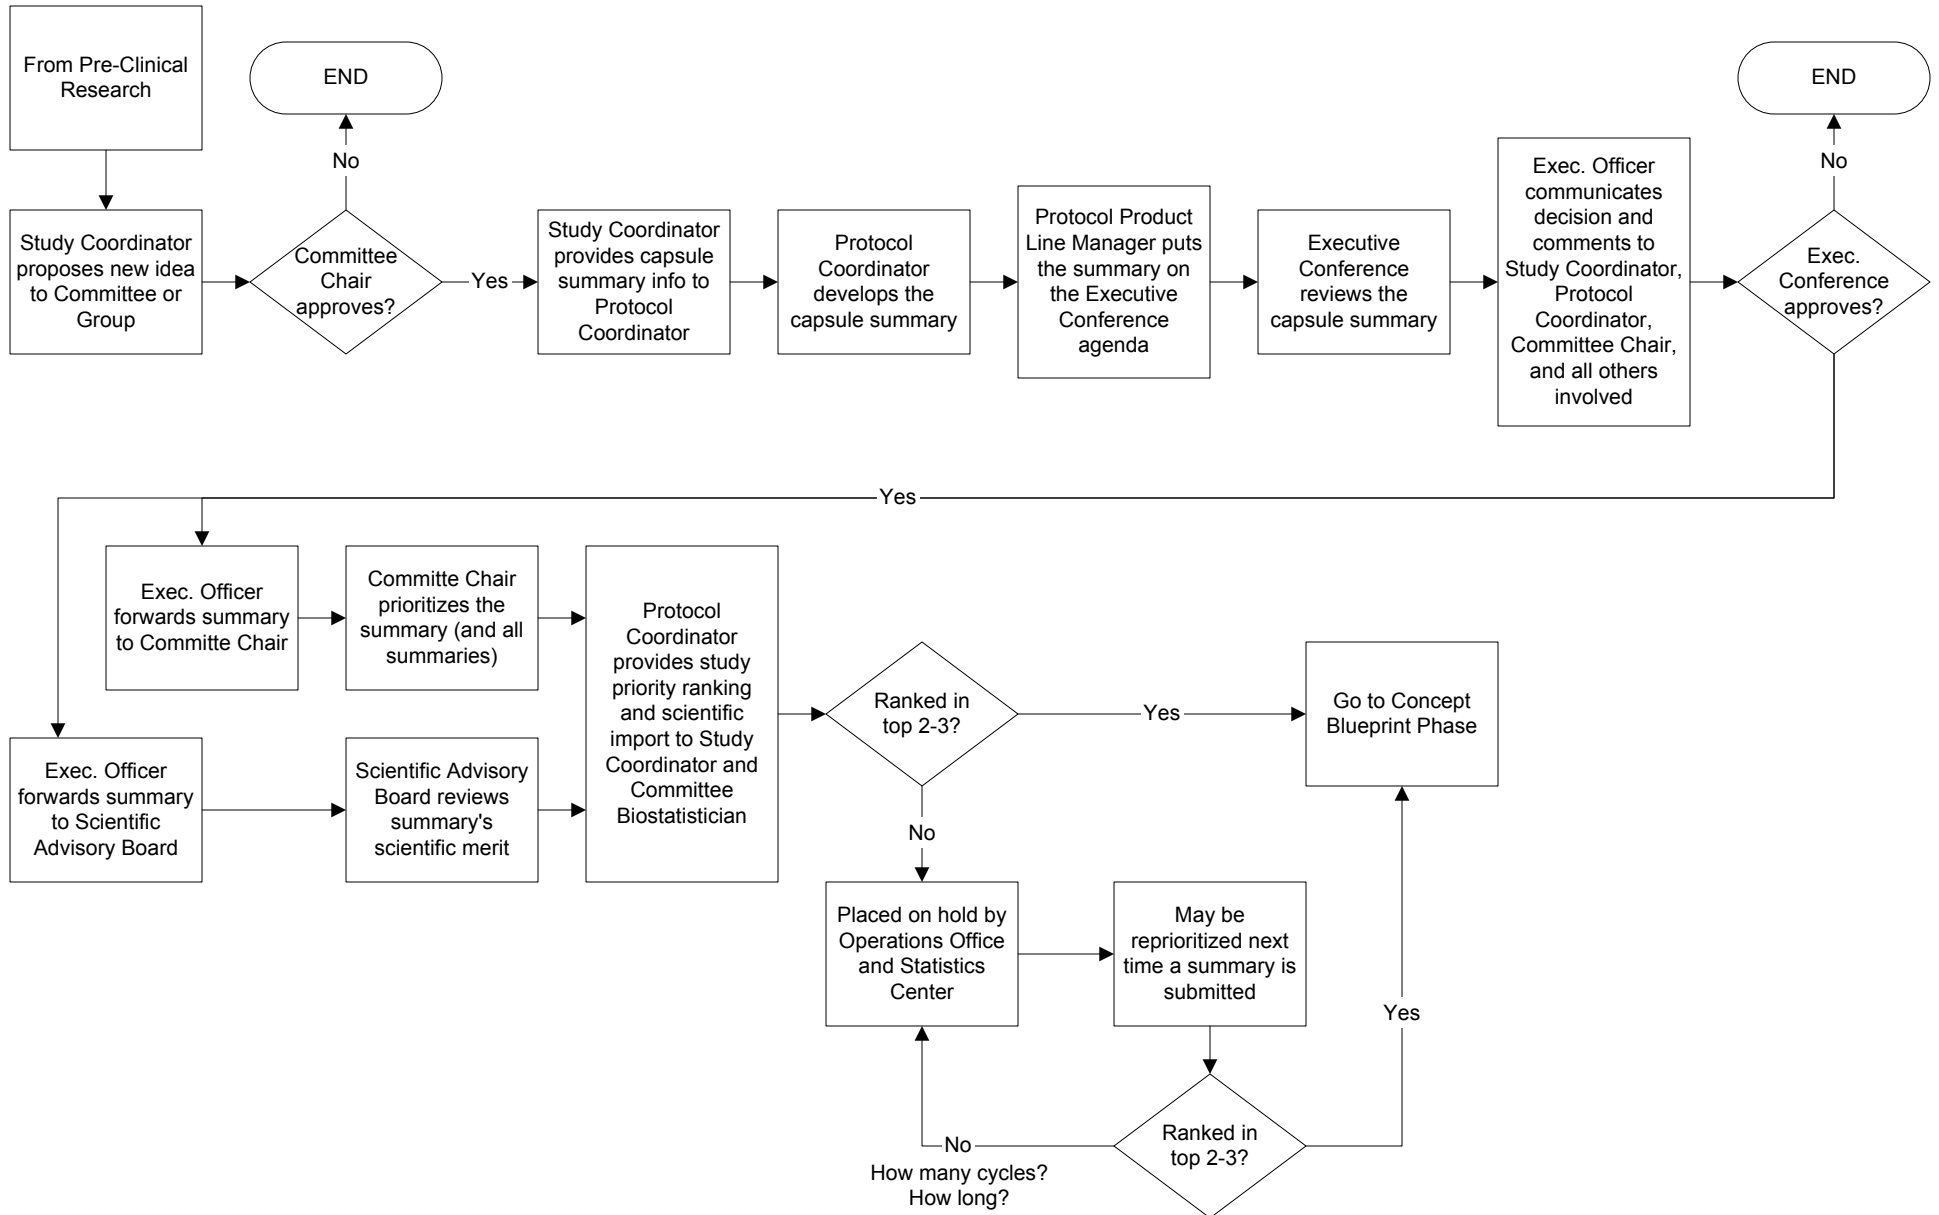 From Pre-Clinical
Research
END
END
No
No
Study Coordinator
proposes new idea
to Committee or
Group
Committee
Chair
approves?
Yes
Study Coordinator
provides capsule
summary info to
Protocol
Coordinator
Protocol
Coordinator
develops the
capsule summary
Protocol Product
Line Manager puts
the summary on
the Executive
Conference
agenda
Executive
Conference
reviews the
capsule summary
Exec. Officer
communicates
decision and
comments to
Study Coordinator,
Protocol
Coordinator,
Committee Chair,
and all others
involved
Exec.
Conference
approves?
Yes
Exec. Officer
forwards summary
to Committe Chair
Committe Chair
prioritizes the
summary (and all
summaries)
Exec. Officer
forwards summary
to Scientific
Advisory Board
Scientific Advisory
Board reviews
summary's
scientific merit
Protocol
Coordinator
provides study
priority ranking
and scientific
import to Study
Coordinator and
Committee
Biostatistician
Ranked in
top 2-3?
Yes
Go to Concept
Blueprint Phase
No
Placed on hold by
Operations Office
and Statistics
Center
May be
reprioritized next
time a summary is
submitted
Yes
Ranked in
top 2-3?
No
How many cycles?
How long?